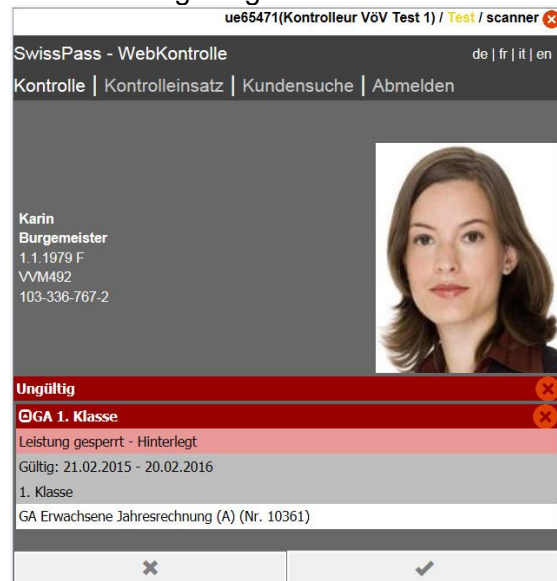 ue65471(Kontrolleur VöV Test 1) / Test / scanner
SwissPass - WebKontrolle
de | fr | it | en
Kontrolle | Kontrolleinsatz | Kundensuche | Abmelden
Karin
Burgemeister
1.1.1979 F
VVM492
103-336-767-2
Ungültig
GA 1. Klasse
Leistung gesperrt - Hinterlegt
Gültig: 21.02.2015 - 20.02.2016
1. Klasse
GA Erwachsene Jahresrechnung (A) (Nr. 10361)